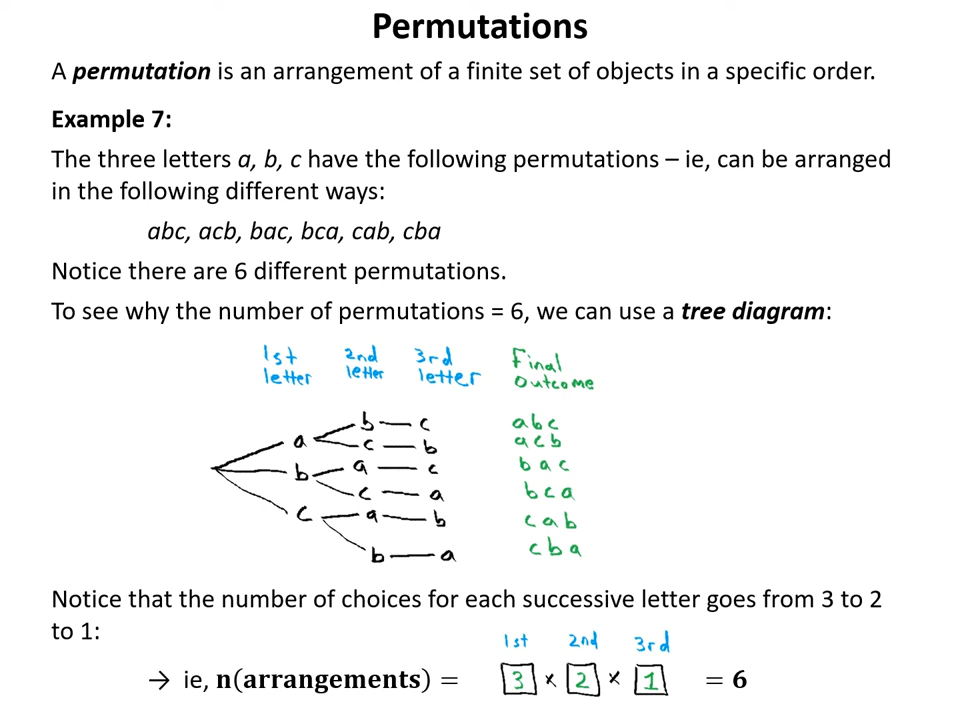 Permutations
A permutation is an arrangement of a finite set of objects in a specific order.
Example 7:
The three letters a, b, c have the following permutations – ie, can be arranged
in the following different ways:
abc, acb, bac, bca, cab, cba
Notice there are 6 different permutations.
To see why the number of permutations = 6, we can use a tree diagram:
1st 2nd 3rd Final
letter letter letter outcome
b c abc
a c b acb
b a c bac
c a bca
c a b cab
b a cba
Notice that the number of choices for each successive letter goes from 3 to 2
to 1:
1st 2nd 3rd
→ ie, n(arrangements) = 3 × 2 × 1 = 6